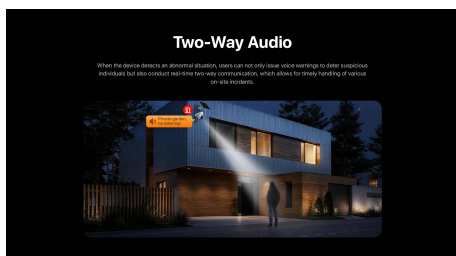 Two-Way Audio
When the device detects an abnormal situation, users can not only issue voice warnings to deter suspicious
individuals but also conduct real-time two-way communication, which allows for timely handling of various
on-site incidents.
Private garden,
no loitering!